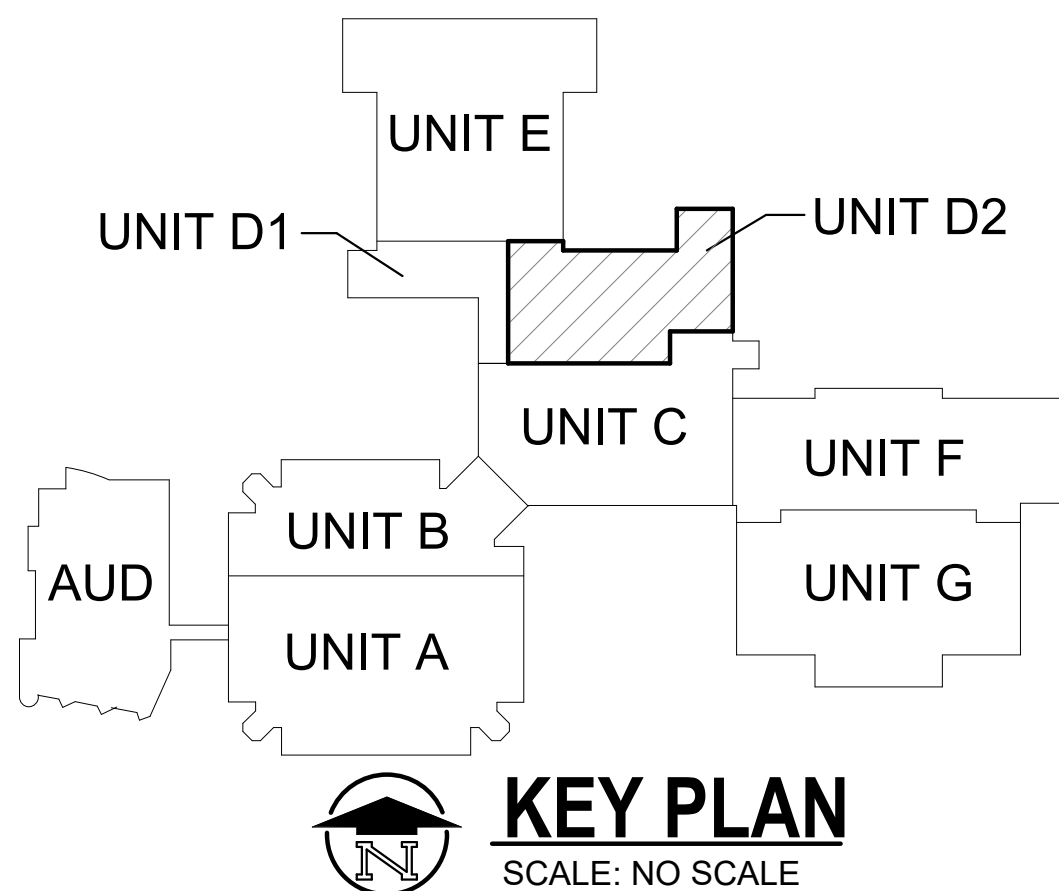 UNIT E
UNIT D1
UNIT D2
UNIT C
UNIT F
UNIT B
AUD
UNIT G
UNIT A
KEY PLAN
N
SCALE: NO SCALE